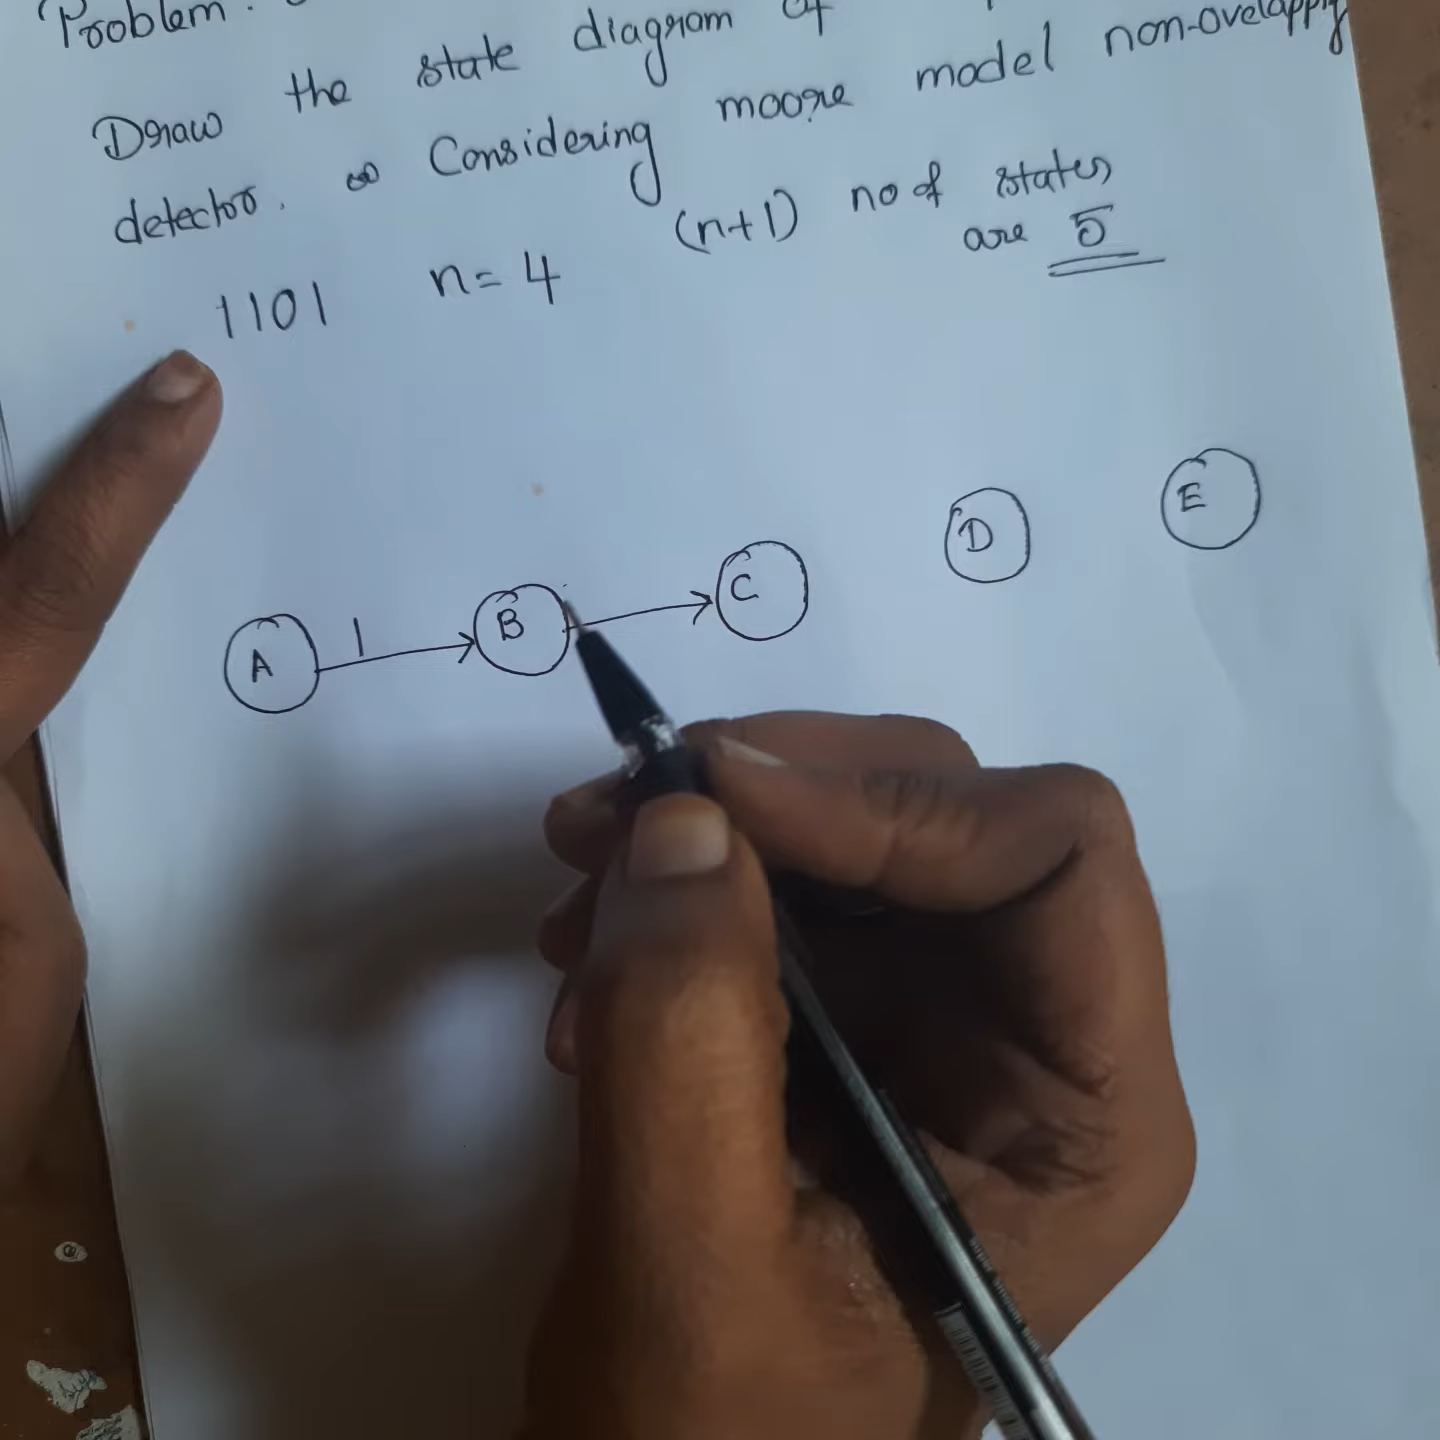 Problem.
Draw the state diagram of
detector. Considering moore model non-ovelapping
1101 n=4 (n+1) no of states
are 5
A 1 B C D E